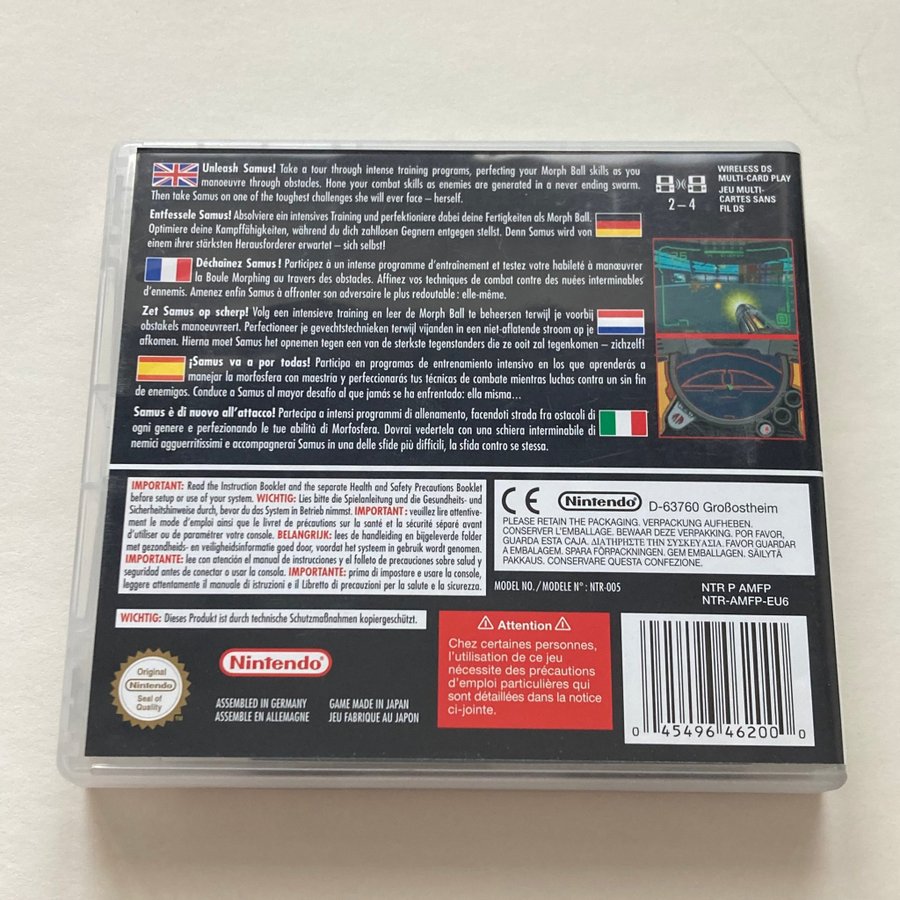 Unleash Samus! Take a tour through intense training programs, perfecting your Morph Ball skills as you
manoeuvre through obstacles. Hone your combat skills as enemies are generated in a never ending swarm.
Then take Samus on one of the toughest challenges she will ever face – herself.
Entfessele Samus! Absolviere ein intensives Training und perfektioniere dabei deine Fertigkeiten als Morph Ball.
Optimiere deine Kampffähigkeiten, während du dich zahllosen Gegnern entgegen stellst. Denn Samus wird von
einem ihrer stärksten Herausforderer erwartet – sich selbst!
Déchaînez Samus ! Participez à un intense programme d'entraînement et testez votre habileté à manœuvrer
la Boule Morphing au travers des obstacles. Affinez vos techniques de combat contre des nuées interminables
d'ennemis. Amenez enfin Samus à affronter son adversaire le plus redoutable : elle-même.
Zet Samus op scherp! Volg een intensieve training en leer de Morph Ball te beheersen terwijl je voorbij
obstakels manoeuvreert. Perfectioneer je gevechtstechnieken terwijl vijanden in een niet-aflatende stroom op je
afkomen. Hierna moet Samus het opnemen tegen een van de sterkste tegenstanders die ze ooit zal tegenkomen – zichzelf!
¡Samus va a por todas! Participa en programas de entrenamiento intensivo en los que aprenderás a
manejar la morfosfera con maestría y perfeccionarás tus técnicas de combate mientras luchas contra un sin fin
de enemigos. Conduce a Samus al mayor desafío al que jamás se ha enfrentado: ella misma...
Samus è di nuovo all'attacco! Partecipa a intensi programmi di allenamento, facendoti strada fra ostacoli di
ogni genere e perfezionando le tue abilità di Morfosfera. Dovrai vedertela con una schiera interminabile di
nemici agguerritissimi e accompagnerai Samus in una delle sfide più difficili, la sfida contro se stessa.
WIRELESS DS
MULTI-CARD PLAY
JEU MULTI-
CARTES SANS
FIL DS
2 – 4
IMPORTANT: Read the Instruction Booklet and the separate Health and Safety Precautions Booklet
before setup or use of your system. WICHTIG: Lies bitte die Spielanleitung und die Gesundheits- und
Sicherheitshinweise durch, bevor du das System in Betrieb nimmst. IMPORTANT : veuillez lire attentive-
ment le mode d'emploi ainsi que le livret de précautions sur la santé et la sécurité séparé avant
d'utiliser ou de paramétrer votre console. BELANGRIJK: lees de handleiding en bijgeleverde folder
met gezondheids- en veiligheidsinformatie goed door, voordat het systeem in gebruik wordt genomen.
IMPORTANTE: lee con atención el manual de instrucciones y el folleto de precauciones sobre salud y
seguridad antes de conectar o usar la consola. IMPORTANTE: prima di impostare e usare la console,
leggere attentamente il manuale di istruzioni e il Libretto di precauzioni per la salute e la sicurezza.
CE Nintendo D-63760 Großostheim
PLEASE RETAIN THE PACKAGING. VERPACKUNG AUFHEBEN.
CONSERVER L'EMBALLAGE. BEWAAR DEZE VERPAKKING. POR FAVOR,
GUARDA ESTA CAJA. ΔΙΑΤΗΡΗΣΤΕ ΤΗΝ ΣΥΣΚΕΥΑΣΙΑ. FAVOR GUARDAR
A EMBALAGEM. SPARA FÖRPACKNINGEN. GEM EMBALLAGEN. SÄILYTÄ
PAKKAUS. CONSERVARE QUESTA CONFEZIONE.
MODEL NO./MODELE N° : NTR-005
NTR P AMFP
NTR-AMFP-EU6
WICHTIG: Dieses Produkt ist durch technische Schutzmaßnahmen kopiergeschützt.
Original
Nintendo
Seal of
Quality
TM
Nintendo®
ASSEMBLED IN GERMANY
ASSEMBLE EN ALLEMAGNE
GAME MADE IN JAPAN
JEU FABRIQUE AU JAPON
Attention
Chez certaines personnes,
l'utilisation de ce jeu
nécessite des précautions
d'emploi particulières qui
sont détaillées dans la notice
ci-jointe.
0 45496 46200 0